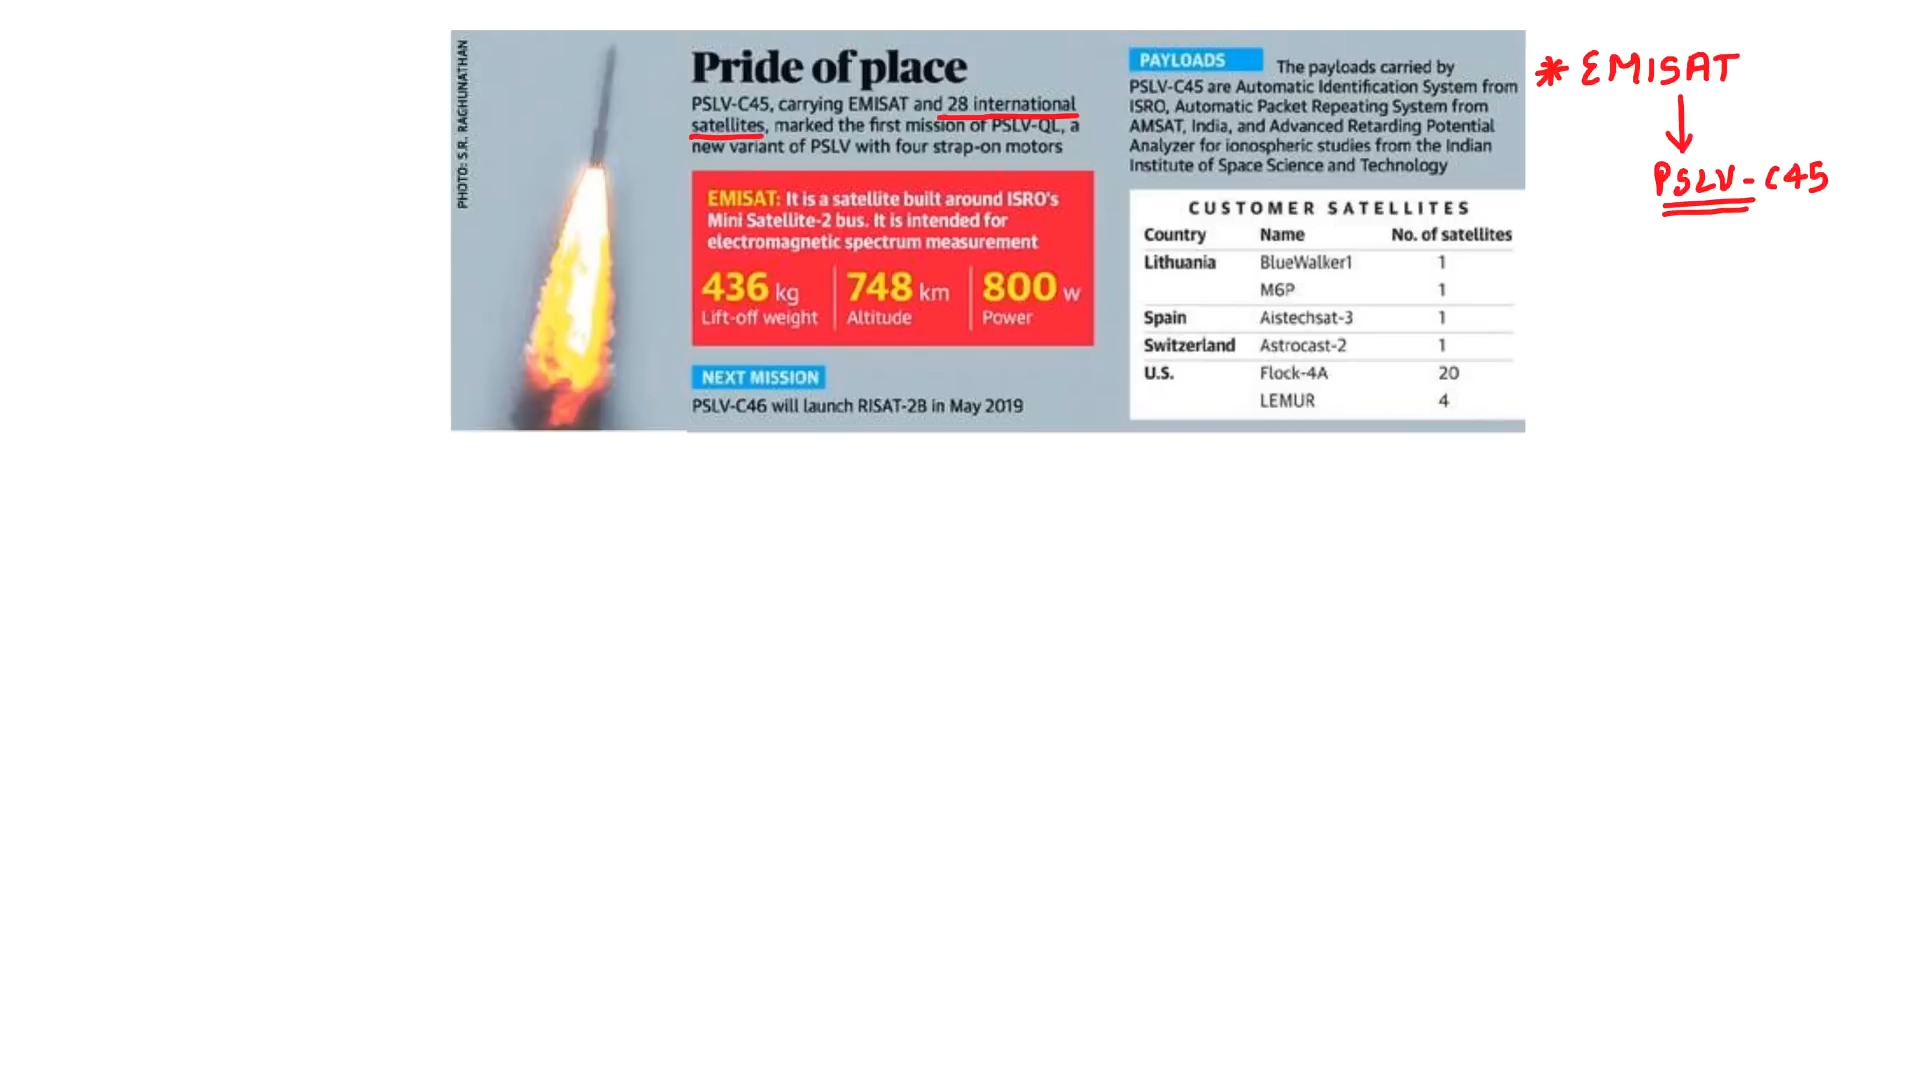 PHOTO: S.R. RAGHUNATHAN
Pride of place
PSLV-C45, carrying EMISAT and 28 international
satellites, marked the first mission of PSLV-QL, a
new variant of PSLV with four strap-on motors
EMISAT: It is a satellite built around ISRO's
Mini Satellite-2 bus. It is intended for
electromagnetic spectrum measurement
436 kg
Lift-off weight
748 km
Altitude
800 w
Power
NEXT MISSION
PSLV-C46 will launch RISAT-2B in May 2019
PAYLOADS The payloads carried by
PSLV-C45 are Automatic Identification System from
ISRO, Automatic Packet Repeating System from
AMSAT, India, and Advanced Retarding Potential
Analyzer for ionospheric studies from the Indian
Institute of Space Science and Technology
CUSTOMER SATELLITES
Country Name No. of satellites
Lithuania BlueWalker1 1
M6P 1
Spain Aistechsat-3 1
Switzerland Astrocast-2 1
U.S. Flock-4A 20
LEMUR 4
* EMISAT
PSLV-C45